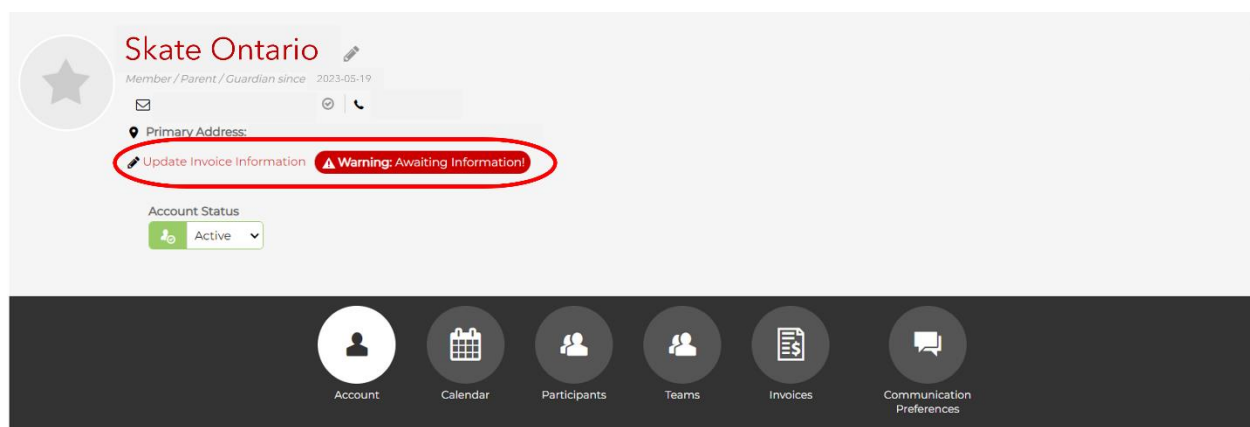 Skate Ontario
Member / Parent / Guardian since 2023-05-19
Primary Address:
Update Invoice Information Warning: Awaiting Information!
Account Status
Active
Account Calendar Participants Teams Invoices Communication
Preferences